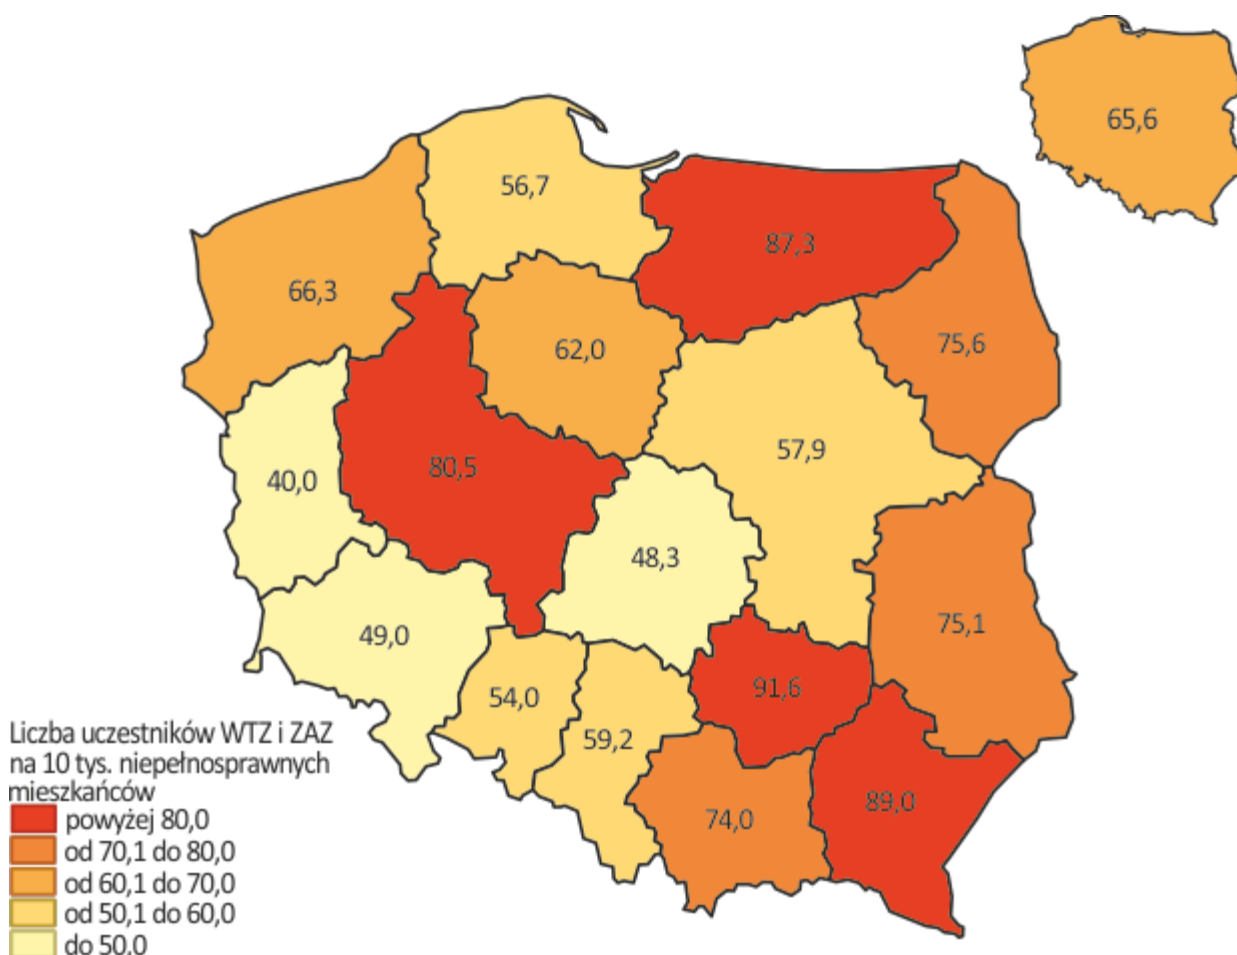 65,6
56,7
87,3
66,3
62,0
75,6
57,9
80,5
40,0
48,3
75,1
49,0
91,6
54,0
59,2
89,0
74,0
Liczba uczestników WTZ i ZAZ
na 10 tys. niepełnosprawnych
mieszkańców
powyżej 80,0
od 70,1 do 80,0
od 60,1 do 70,0
od 50,1 do 60,0
do 50,0